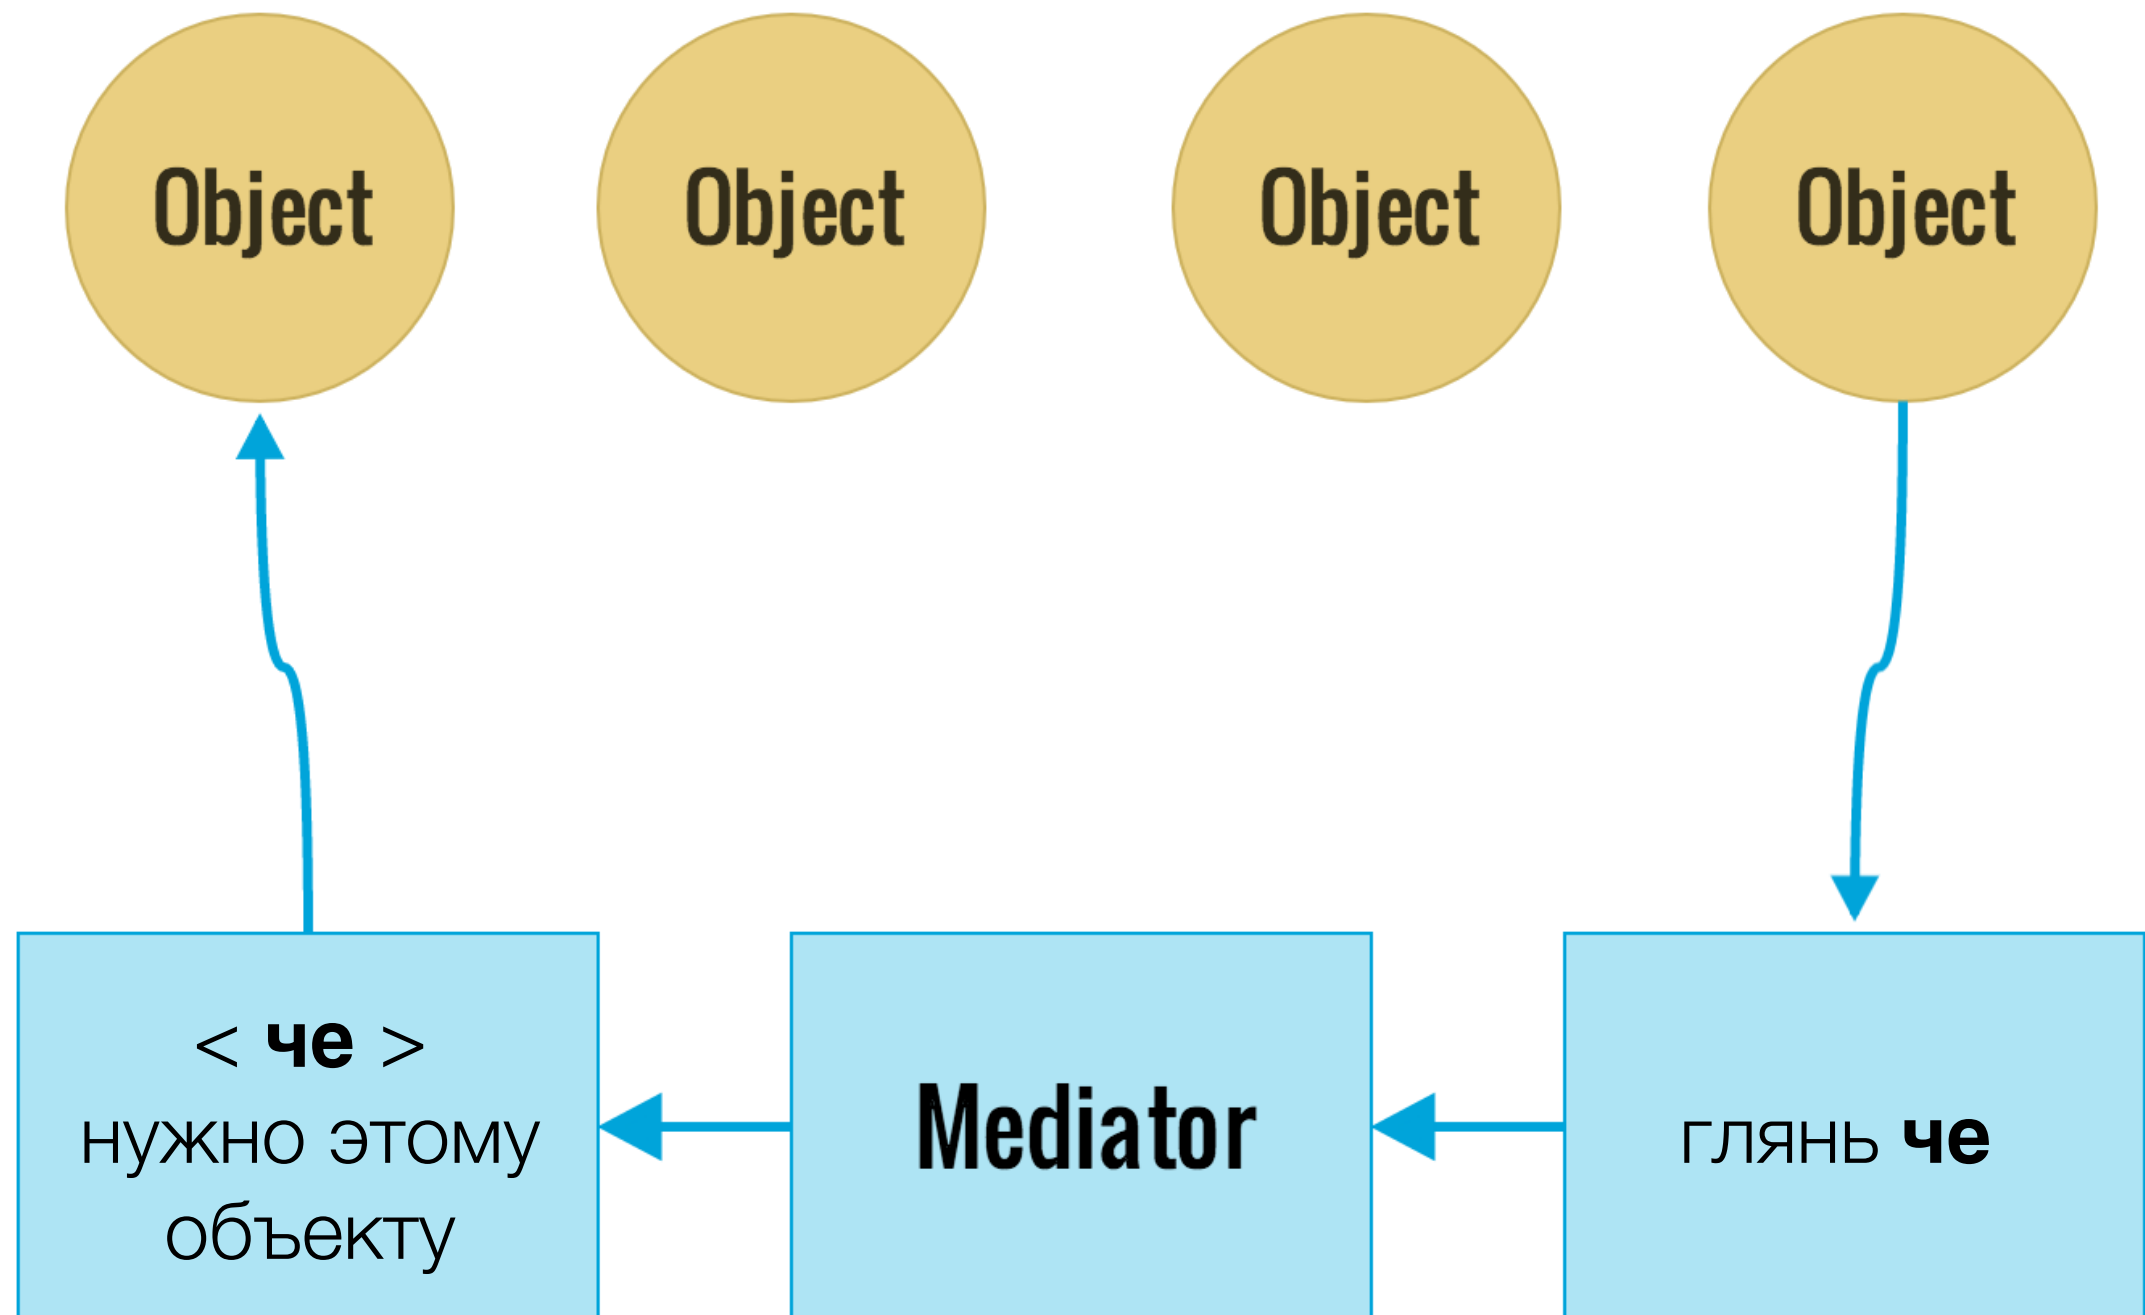 Object
Object
Object
Object
< че >
нужно этому
объекту
Mediator
глянь че